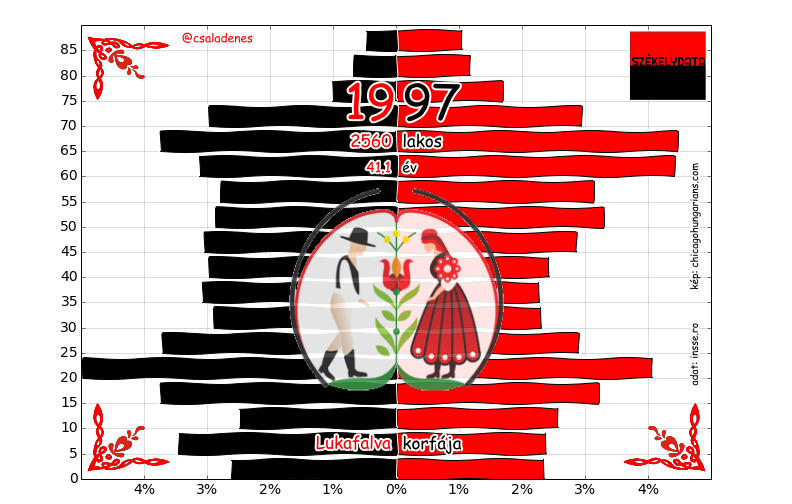 @csaladenes
SZÉKELYDATA
1997
2560 lakos
41,1 év
kép: chicagohungarians.com
adat: insse.ro
Lukafalva korfája
85
80
75
70
65
60
55
50
45
40
35
30
25
20
15
10
5
0
4% 3% 2% 1% 0% 1% 2% 3% 4%